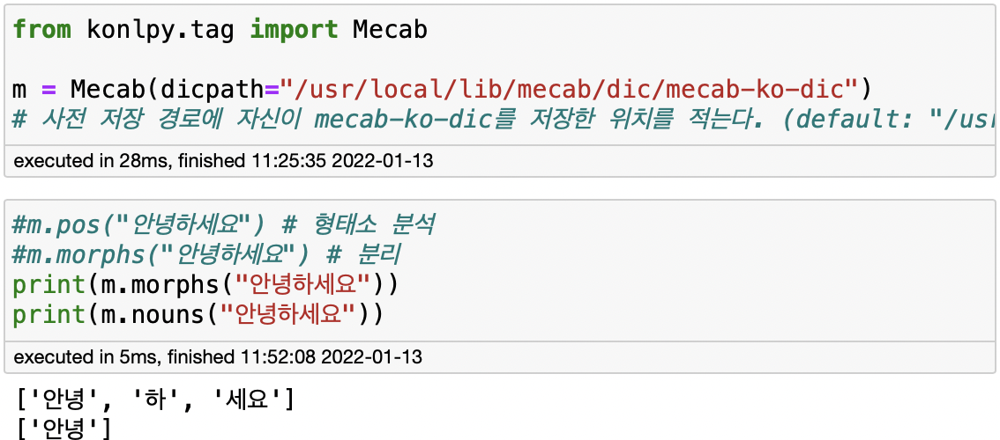 from konlpy.tag import Mecab
m = Mecab(dicpath="/usr/local/lib/mecab/dic/mecab-ko-dic")
# 사전 저장 경로에 자신이 mecab-ko-dic를 저장한 위치를 적는다. (default: "/usr
executed in 28ms, finished 11:25:35 2022-01-13
#m.pos("안녕하세요") # 형태소 분석
#m.morphs("안녕하세요") # 분리
print(m.morphs("안녕하세요"))
print(m.nouns("안녕하세요"))
executed in 5ms, finished 11:52:08 2022-01-13
['안녕', '하', '세요']
['안녕']